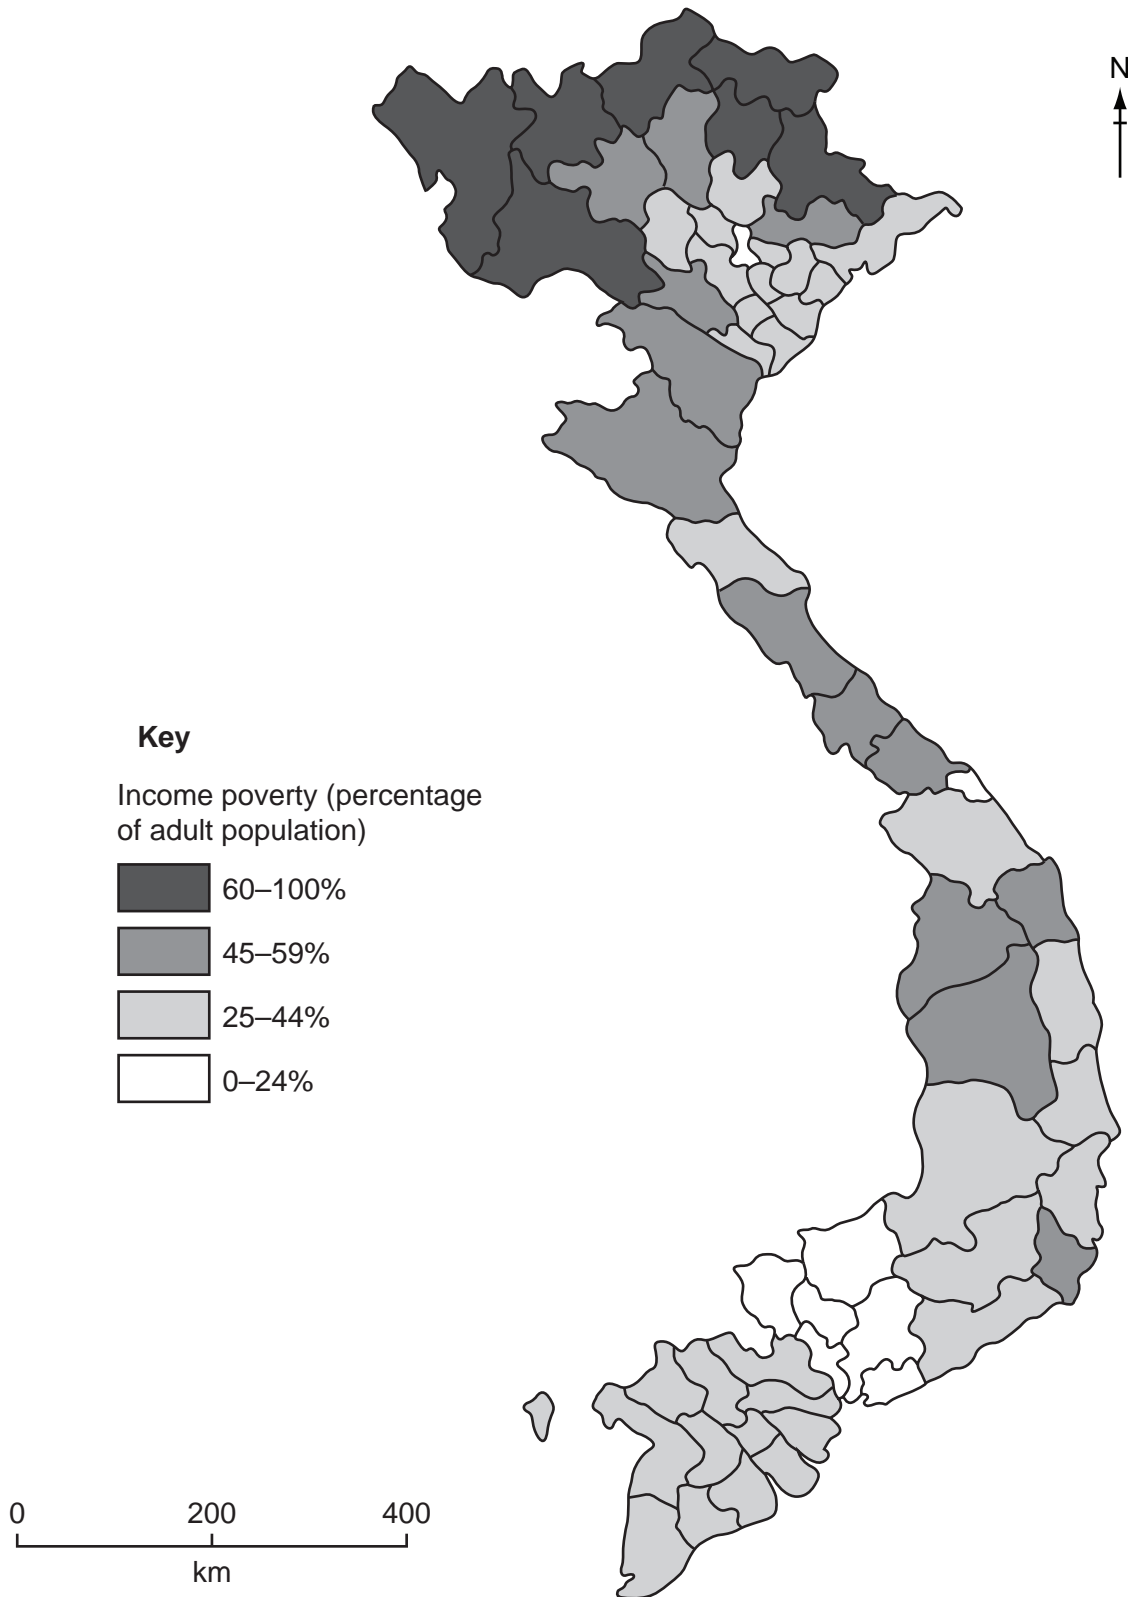 N
Key
Income poverty (percentage
of adult population)
60–100%
45–59%
25–44%
0–24%
0 200 400
km